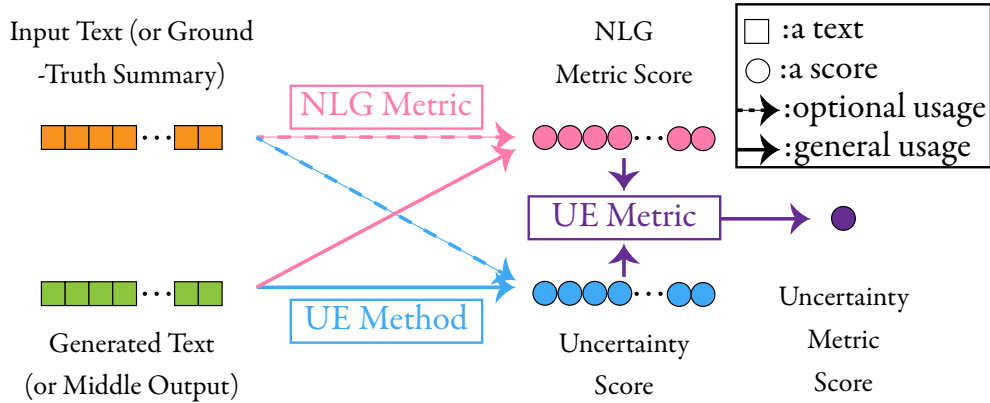 Input Text (or Ground
-Truth Summary)
NLG Metric
NLG
Metric Score
:a text
:a score
:optional usage
:general usage
UE Metric
UE Method
Generated Text
(or Middle Output)
Uncertainty
Score
Uncertainty
Metric
Score